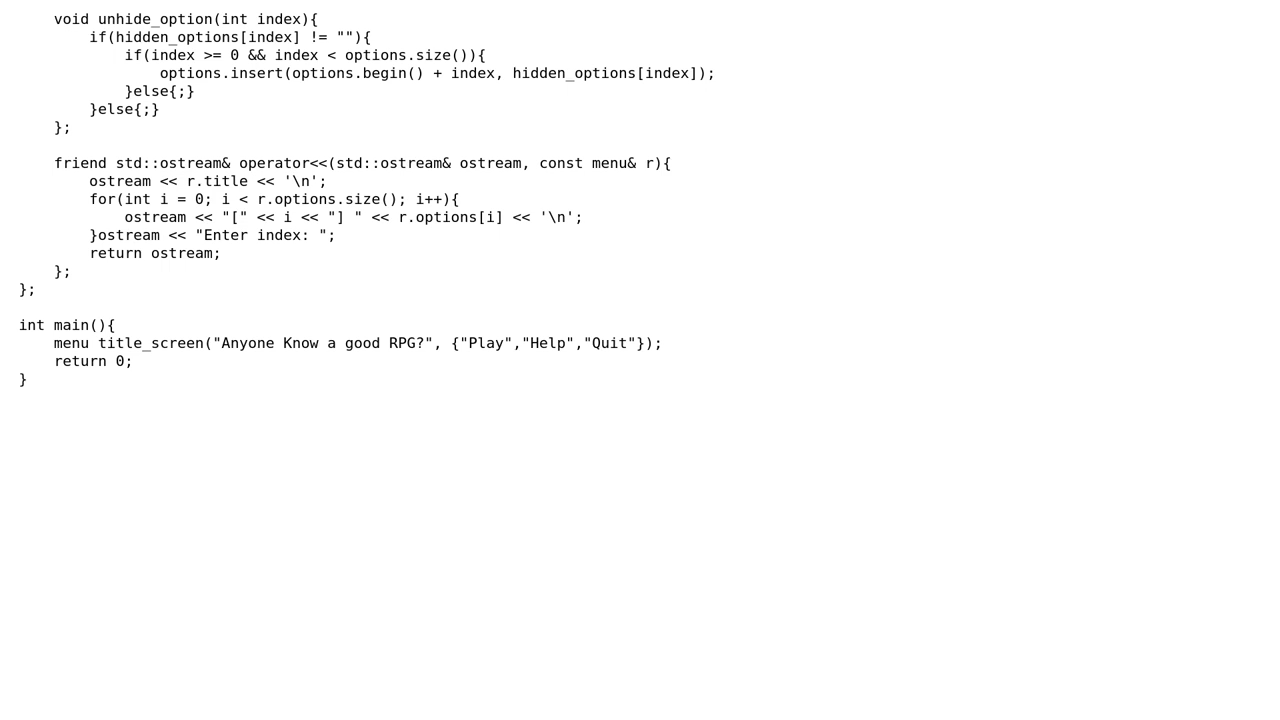 void unhide_option(int index){
        if(hidden_options[index] != ""){
            if(index >= 0 && index < options.size()){
                options.insert(options.begin() + index, hidden_options[index]);
            }else{;}
        }else{;}
    };

    friend std::ostream& operator<<(std::ostream& ostream, const menu& r){
        ostream << r.title << '\n';
        for(int i = 0; i < r.options.size(); i++){
            ostream << "[" << i << "] " << r.options[i] << '\n';
        }ostream << "Enter index: ";
        return ostream;
    };
};

int main(){
    menu title_screen("Anyone Know a good RPG?", {"Play","Help","Quit"});
    return 0;
}